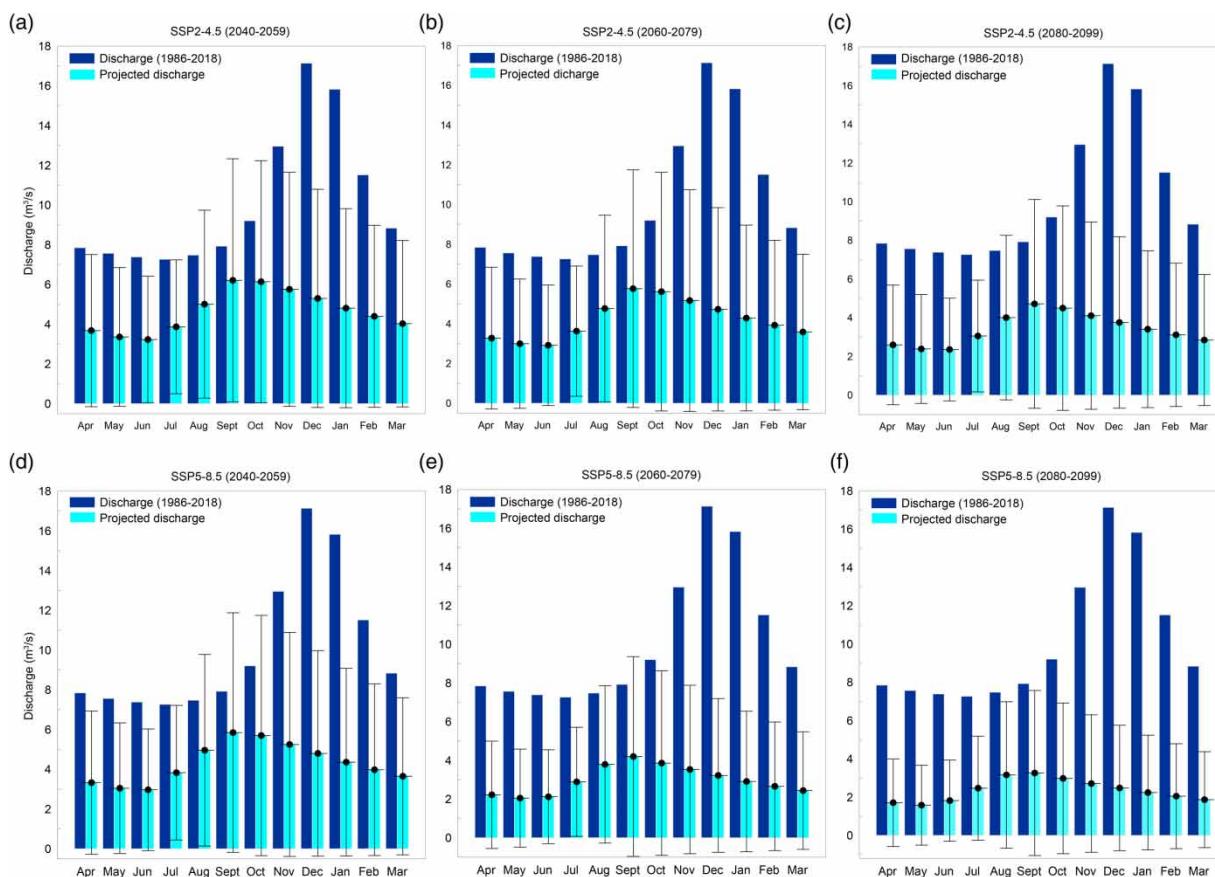 (a)
SSP2-4.5 (2040-2059)
18
16
14
12
10
8
6
4
2
0
Discharge (m³/s)
Discharge (1986-2018)
Projected discharge
Apr May Jun Jul Aug Sept Oct Nov Dec Jan Feb Mar
(b)
SSP2-4.5 (2060-2079)
18
16
14
12
10
8
6
4
2
0
Discharge (1986-2018)
Projected dicharge
Apr May Jun Jul Aug Sept Oct Nov Dec Jan Feb Mar
(c)
SSP2-4.5 (2080-2099)
18
16
14
12
10
8
6
4
2
0
Discharge (1986-2018)
Projected discharge
Apr May Jun Jul Aug Sept Oct Nov Dec Jan Feb Mar
(d)
SSP5-8.5 (2040-2059)
18
16
14
12
10
8
6
4
2
0
Discharge (m³/s)
Discharge (1986-2018)
Projected discharge
Apr May Jun Jul Aug Sept Oct Nov Dec Jan Feb Mar
(e)
SSP5-8.5 (2060-2079)
18
16
14
12
10
8
6
4
2
0
Discharge (1986-2018)
Projected discharge
Apr May Jun Jul Aug Sept Oct Nov Dec Jan Feb Mar
(f)
SSP5-8.5 (2080-2099)
18
16
14
12
10
8
6
4
2
0
Discharge (1986-2018)
Projected discharge
Apr May Jun Jul Aug Sept Oct Nov Dec Jan Feb Mar